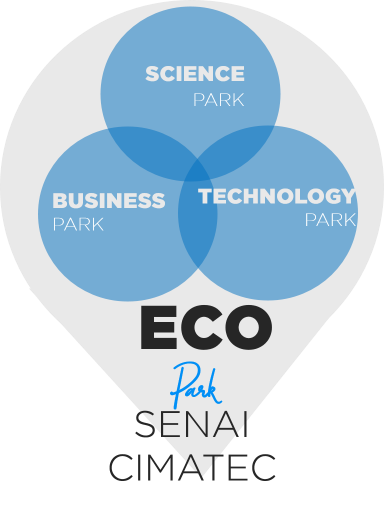 SCIENCE
PARK
BUSINESS
PARK
TECHNOLOGY
PARK
ECO
Park
SENAI
CIMATEC